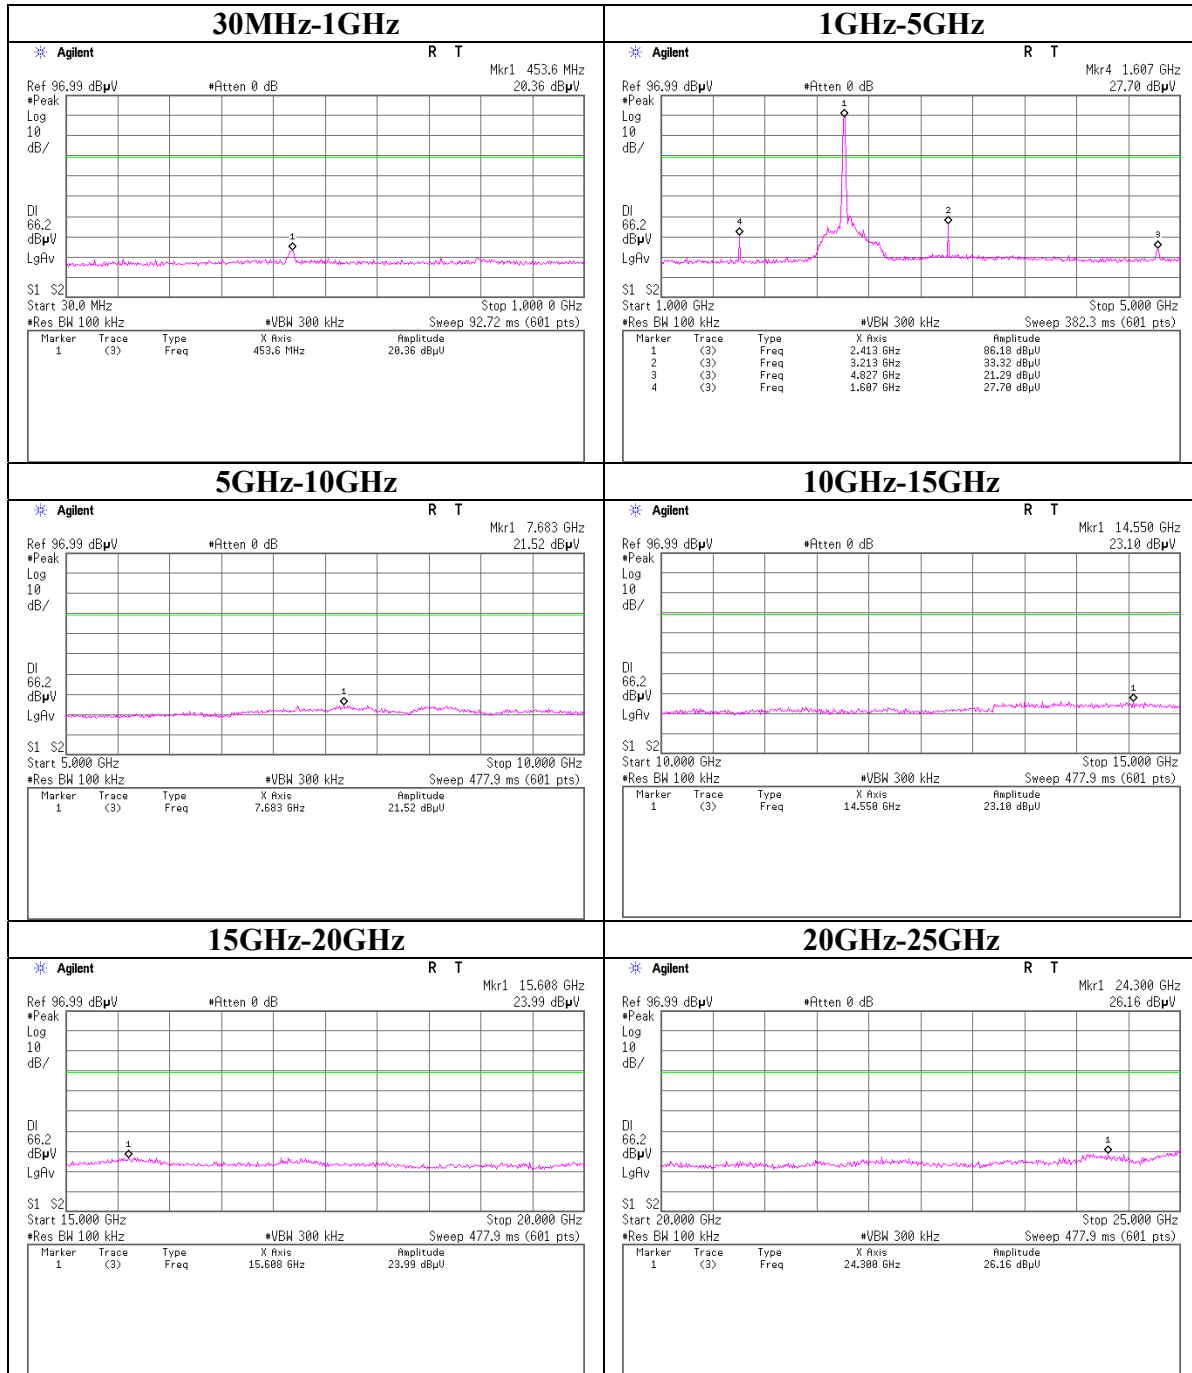 30MHz-1GHz
Agilent R T
Mkr1 453.6 MHz
Ref 96.99 dBµV #Atten 0 dB 20.36 dBµV
#Peak
Log
10
dB/
1
DI
66.2
dBµV
LgAv
S1 S2
Start 30.0 MHz Stop 1.000 0 GHz
#Res BW 100 kHz #VBW 300 kHz Sweep 92.72 ms (601 pts)
Marker Trace Type X Axis Amplitude
1 (3) Freq 453.6 MHz 20.36 dBµV
1GHz-5GHz
Agilent R T
Mkr4 1.607 GHz
Ref 96.99 dBµV #Atten 0 dB 27.70 dBµV
#Peak
Log
10
dB/
1
2
4
3
DI
66.2
dBµV
LgAv
S1 S2
Start 1.000 GHz Stop 5.000 GHz
#Res BW 100 kHz #VBW 300 kHz Sweep 382.3 ms (601 pts)
Marker Trace Type X Axis Amplitude
1 (3) Freq 2.413 GHz 86.18 dBµV
2 (3) Freq 3.213 GHz 33.32 dBµV
3 (3) Freq 4.827 GHz 21.29 dBµV
4 (3) Freq 1.607 GHz 27.70 dBµV
5GHz-10GHz
Agilent R T
Mkr1 7.683 GHz
Ref 96.99 dBµV #Atten 0 dB 21.52 dBµV
#Peak
Log
10
dB/
1
DI
66.2
dBµV
LgAv
S1 S2
Start 5.000 GHz Stop 10.000 GHz
#Res BW 100 kHz #VBW 300 kHz Sweep 477.9 ms (601 pts)
Marker Trace Type X Axis Amplitude
1 (3) Freq 7.683 GHz 21.52 dBµV
10GHz-15GHz
Agilent R T
Mkr1 14.550 GHz
Ref 96.99 dBµV #Atten 0 dB 23.10 dBµV
#Peak
Log
10
dB/
1
DI
66.2
dBµV
LgAv
S1 S2
Start 10.000 GHz Stop 15.000 GHz
#Res BW 100 kHz #VBW 300 kHz Sweep 477.9 ms (601 pts)
Marker Trace Type X Axis Amplitude
1 (3) Freq 14.550 GHz 23.10 dBµV
15GHz-20GHz
Agilent R T
Mkr1 15.608 GHz
Ref 96.99 dBµV #Atten 0 dB 23.99 dBµV
#Peak
Log
10
dB/
1
DI
66.2
dBµV
LgAv
S1 S2
Start 15.000 GHz Stop 20.000 GHz
#Res BW 100 kHz #VBW 300 kHz Sweep 477.9 ms (601 pts)
Marker Trace Type X Axis Amplitude
1 (3) Freq 15.608 GHz 23.99 dBµV
20GHz-25GHz
Agilent R T
Mkr1 24.300 GHz
Ref 96.99 dBµV #Atten 0 dB 26.16 dBµV
#Peak
Log
10
dB/
1
DI
66.2
dBµV
LgAv
S1 S2
Start 20.000 GHz Stop 25.000 GHz
#Res BW 100 kHz #VBW 300 kHz Sweep 477.9 ms (601 pts)
Marker Trace Type X Axis Amplitude
1 (3) Freq 24.300 GHz 26.16 dBµV